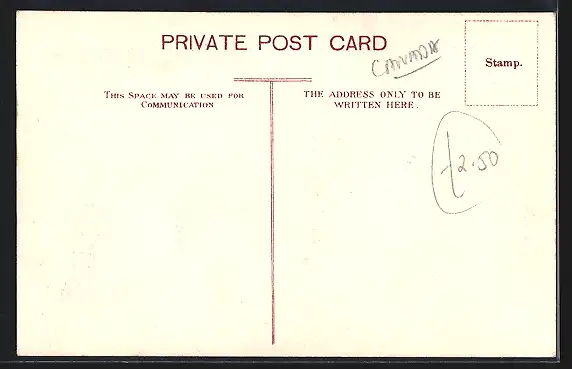 PRIVATE POST CARD
CANADA
Stamp.
THIS SPACE MAY BE USED FOR
COMMUNICATION
THE ADDRESS ONLY TO BE
WRITTEN HERE.
£2.50